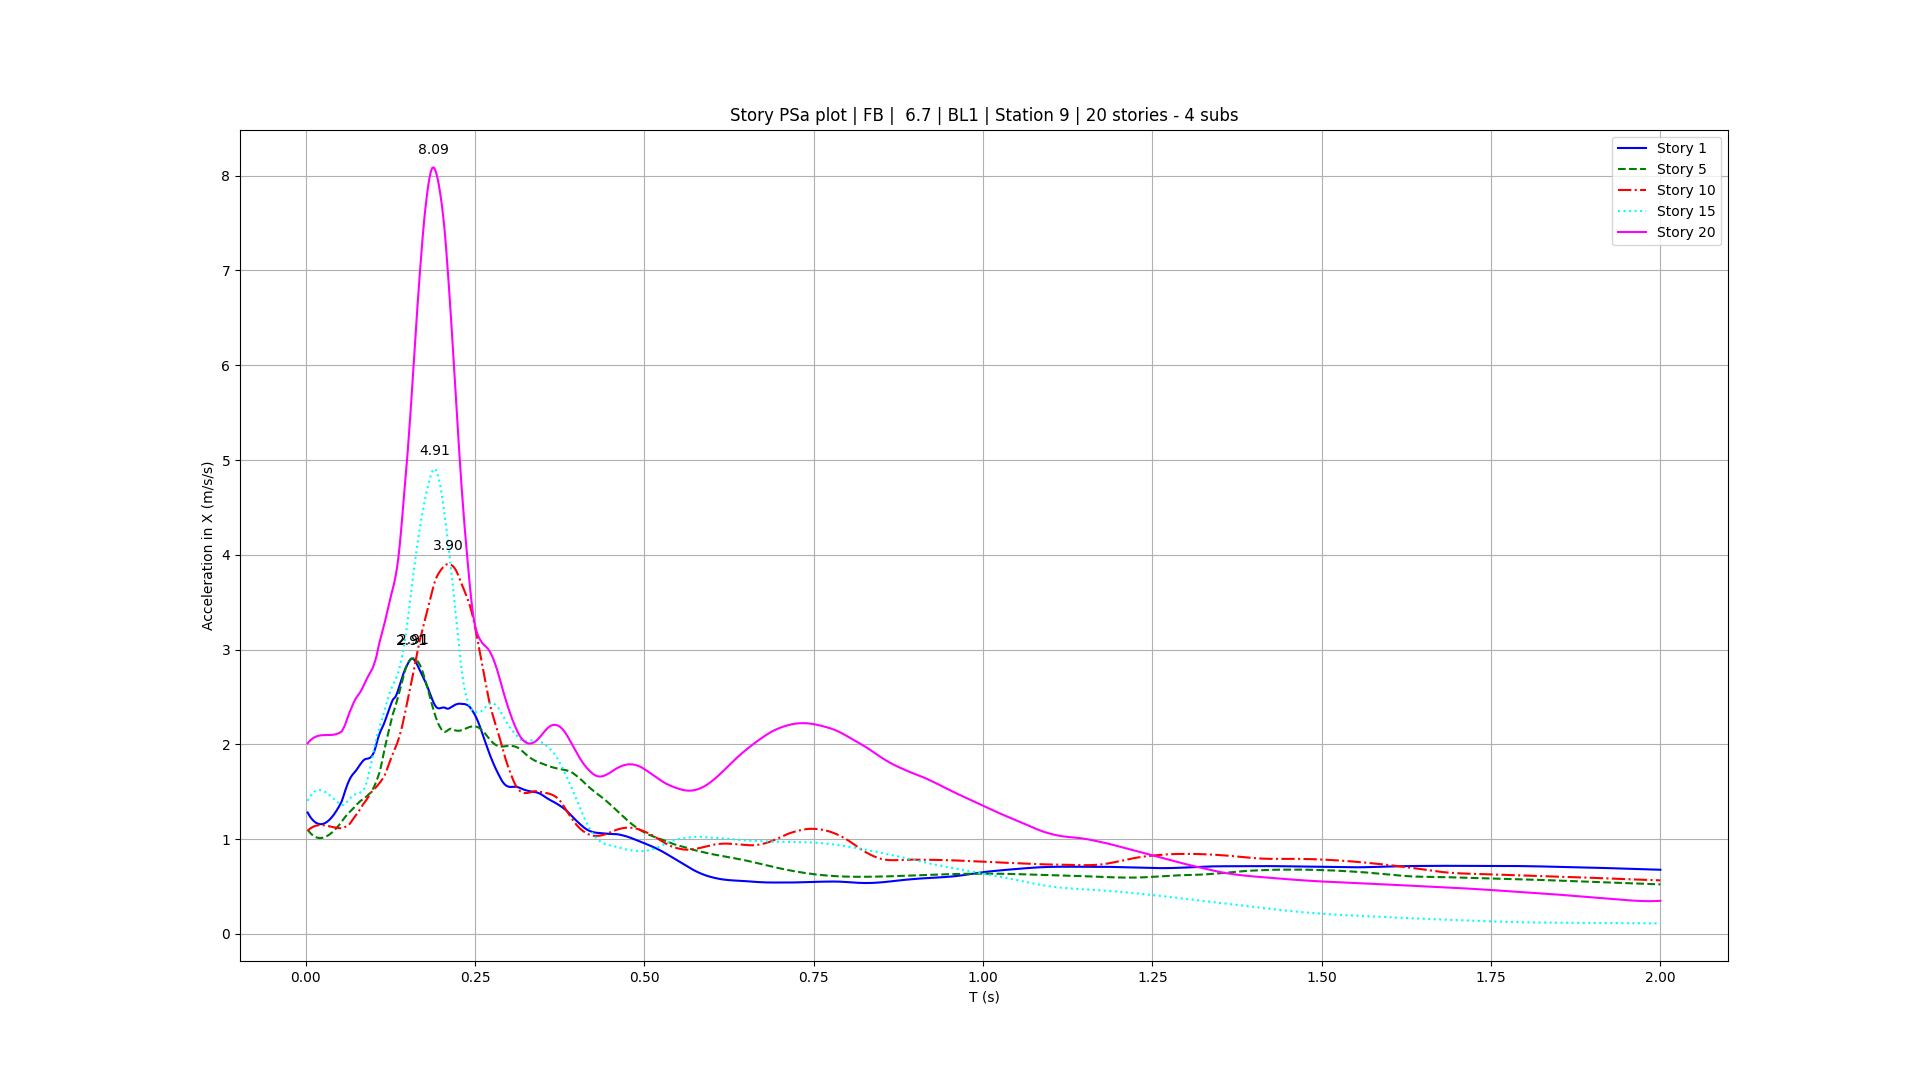 Story PSa plot | FB |  6.7 | BL1 | Station 9 | 20 stories - 4 subs
8.09
4.91
3.90
2.91
Story 1
Story 5
Story 10
Story 15
Story 20
8
7
6
5
4
3
2
1
0
Acceleration in X (m/s/s)
0.00
0.25
0.50
0.75
1.00
1.25
1.50
1.75
2.00
T (s)